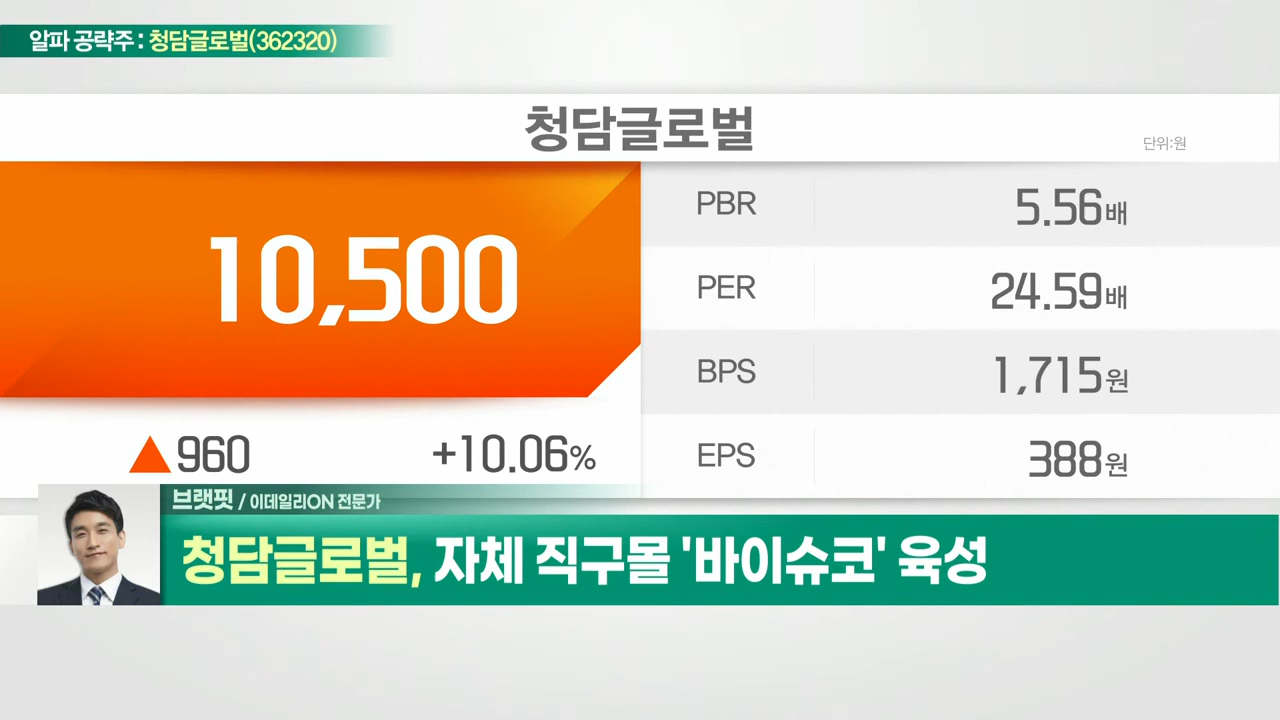 알파 공략주 : 청담글로벌(362320)
청담글로벌
단위:원
10,500
▲960 +10.06%
PBR 5.56배
PER 24.59배
BPS 1,715원
EPS 388원
브랫핏 / 이데일리ON 전문가
청담글로벌, 자체 직구몰 '바이슈코' 육성